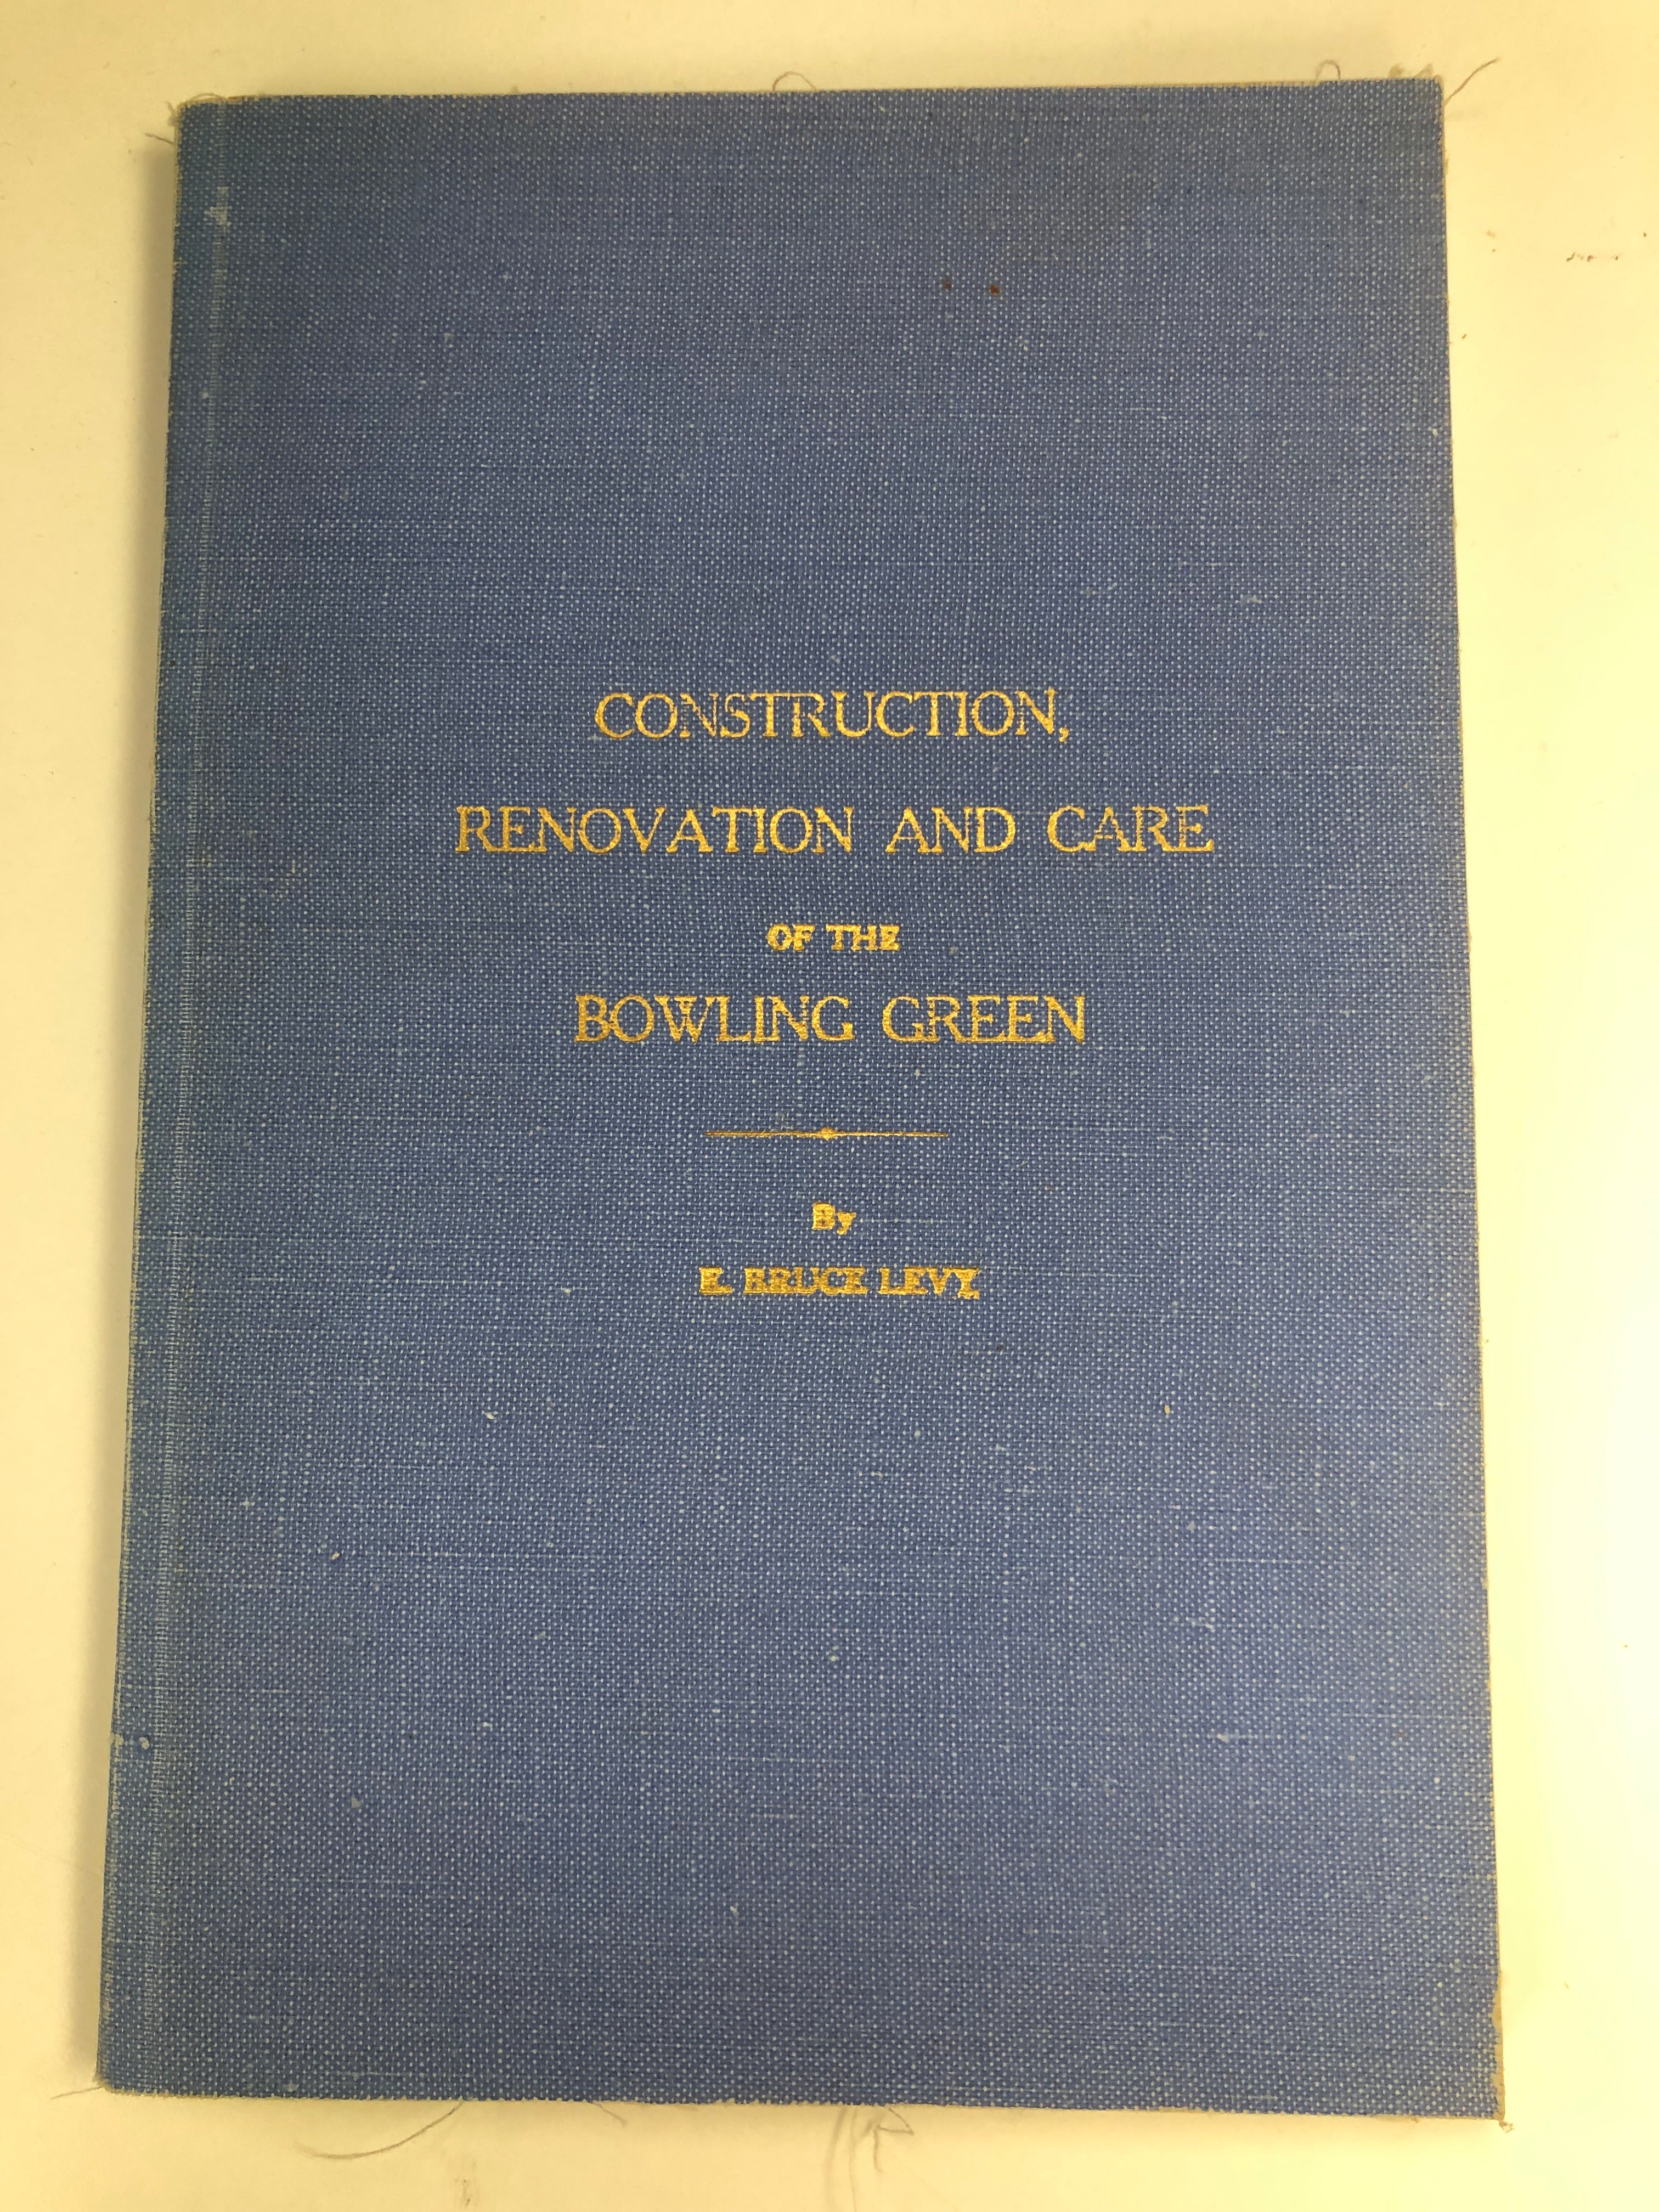 CONSTRUCTION,
RENOVATION AND CARE
OF THE
BOWLING GREEN
By
E. BRUCE LEVY.